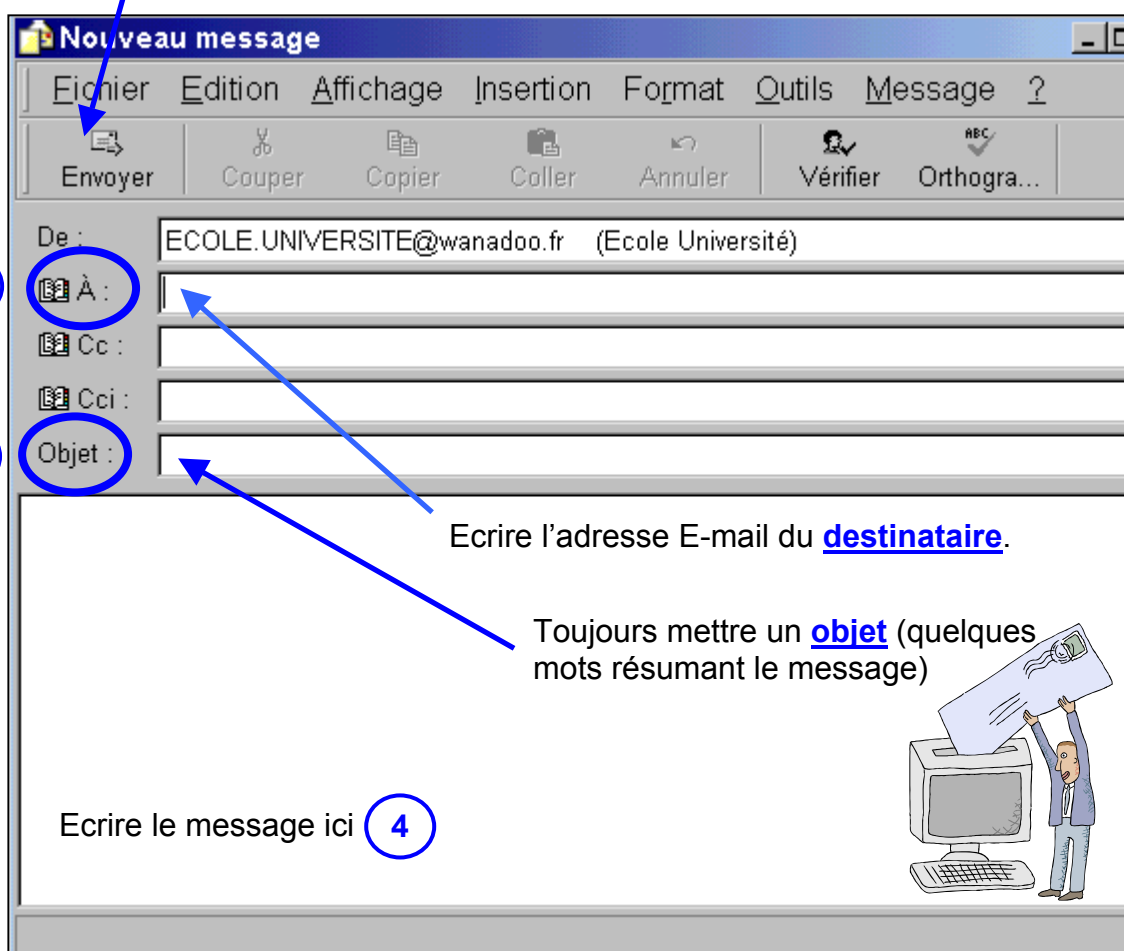 Nouveau message
Fichier Edition Affichage Insertion Format Outils Message ?
Envoyer Couper Copier Coller Annuler Vérifier Orthogra...
ABC
De : ECOLE.UNIVERSITE@wanadoo.fr (Ecole Université)
À :
Cc :
Cci :
Objet :
Ecrire l’adresse E-mail du destinataire.
Toujours mettre un objet (quelques
mots résumant le message)
Ecrire le message ici 4